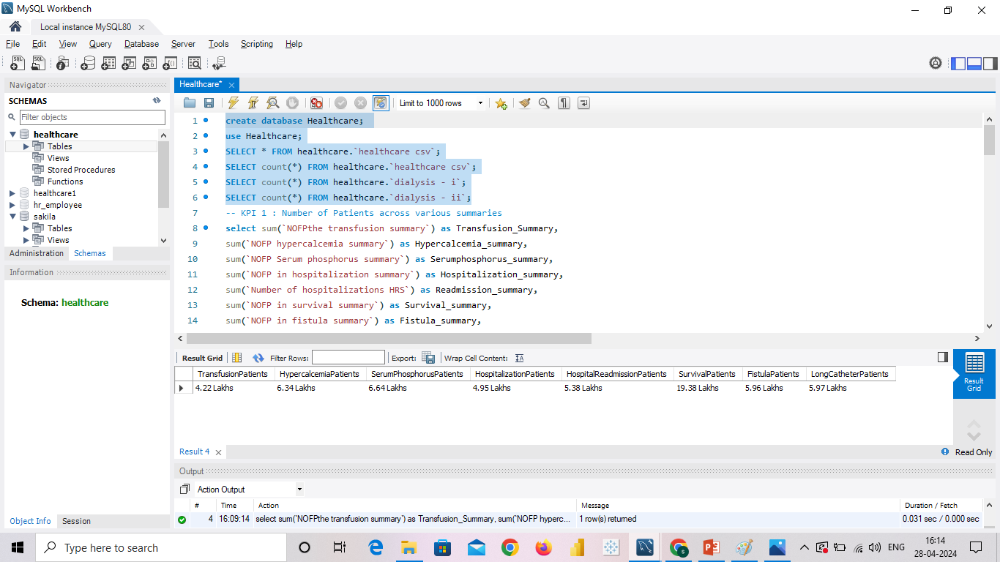 MySQL Workbench
Local instance MySQL80
File Edit View Query Database Server Tools Scripting Help
Navigator
SCHEMAS
Filter objects
healthcare
Tables
Views
Stored Procedures
Functions
healthcare1
hr_employee
sakila
Tables
Views
Administration Schemas
Information
Schema: healthcare
Object Info Session
Healthcare*
Limit to 1000 rows
1 create database Healthcare;
2 use Healthcare;
3 SELECT * FROM healthcare.`healthcare csv`;
4 SELECT count(*) FROM healthcare.`healthcare csv`;
5 SELECT count(*) FROM healthcare.`dialysis - i`;
6 SELECT count(*) FROM healthcare.`dialysis - ii`;
7 -- KPI 1 : Number of Patients across various summaries
8 select sum(`NOFPthe transfusion summary`) as Transfusion_Summary,
9 sum(`NOFP hypercalcemia summary`) as Hypercalcemia_summary,
10 sum(`NOFP Serum phosphorus summary`) as Serumphosphorus_summary,
11 sum(`NOFP in hospitalization summary`) as Hospitalization_summary,
12 sum(`Number of hospitalizations HRS`) as Readmission_summary,
13 sum(`NOFP in survival summary`) as Survival_summary,
14 sum(`NOFP in fistula summary`) as Fistula_summary,
Result Grid Filter Rows: Export: Wrap Cell Content:
TransfusionPatients HypercalcemiaPatients SerumPhosphorusPatients HospitalizationPatients HospitalReadmissionPatients SurvivalPatients FistulaPatients LongCatheterPatients
4.22 Lakhs 6.34 Lakhs 6.64 Lakhs 4.95 Lakhs 5.38 Lakhs 19.38 Lakhs 5.96 Lakhs 5.97 Lakhs
Result
Grid
Result 4
Read Only
Output
Action Output
# Time Action Message Duration / Fetch
4 16:09:14 select sum(`NOFPthe transfusion summary`) as Transfusion_Summary, sum(`NOFP hyperc... 1 row(s) returned 0.031 sec / 0.000 sec
Type here to search
ENG
16:14
28-04-2024